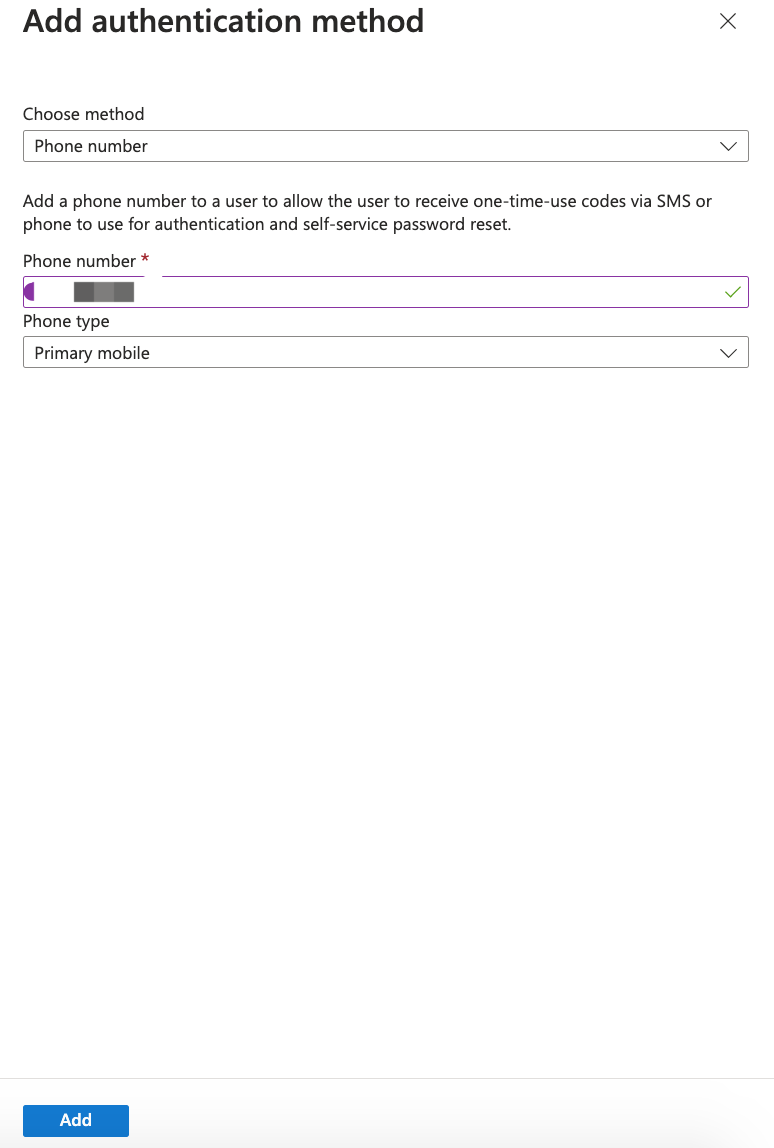 Add authentication method
Choose method
Phone number
Add a phone number to a user to allow the user to receive one-time-use codes via SMS or
phone to use for authentication and self-service password reset.
Phone number *
Phone type
Primary mobile
Add